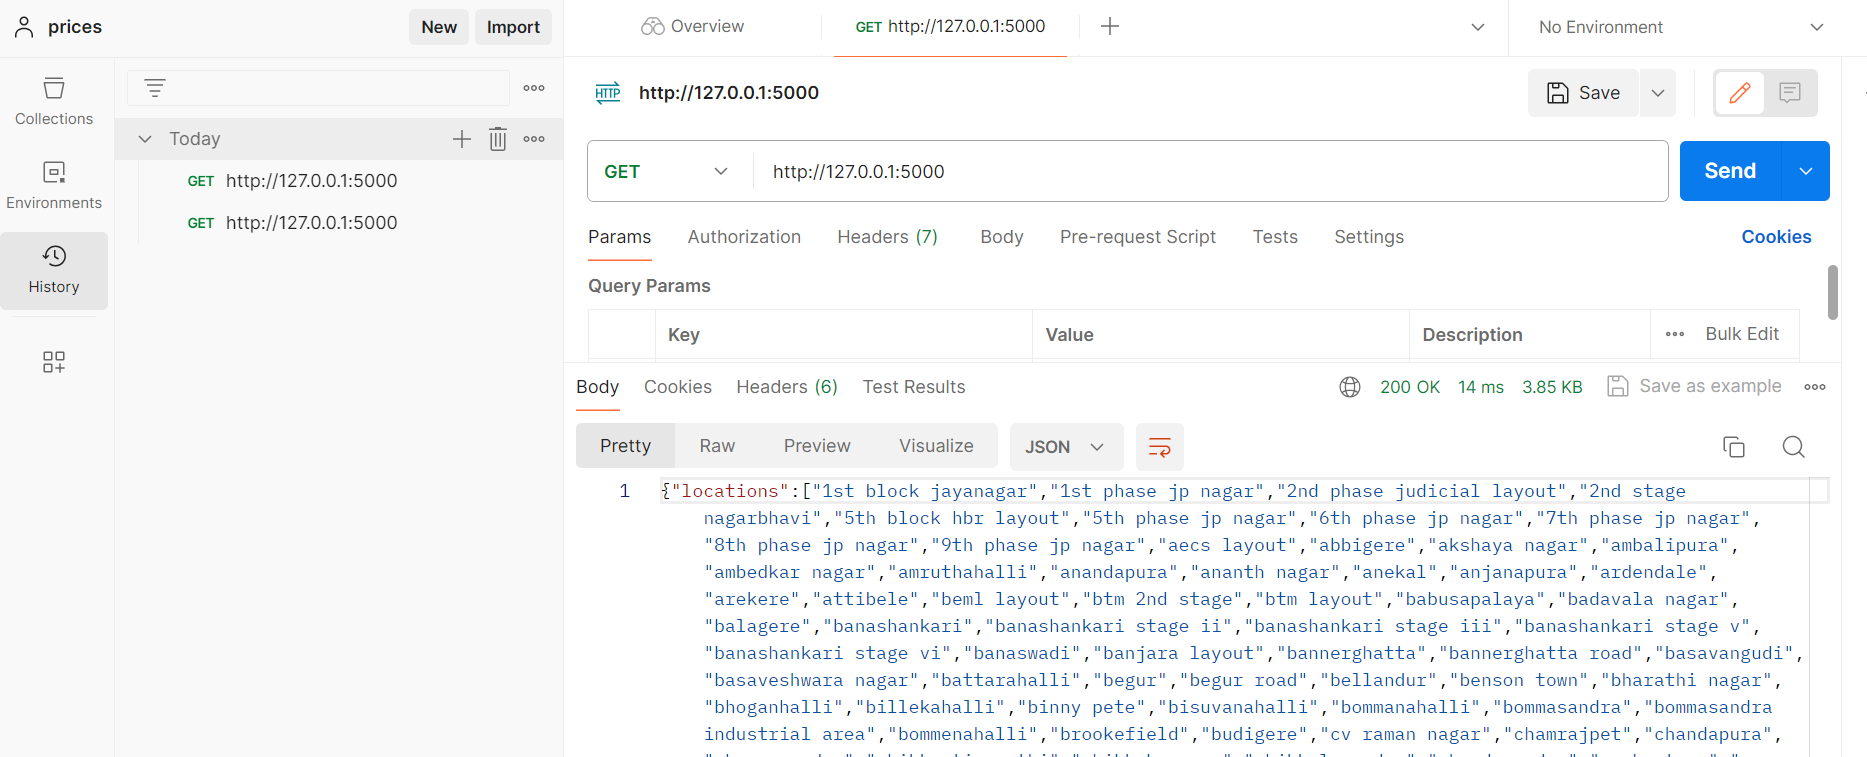 prices
New
Import
Overview
GET http://127.0.0.1:5000
No Environment
Collections
Environments
History
Today
GET http://127.0.0.1:5000
GET http://127.0.0.1:5000
HTTP
http://127.0.0.1:5000
Save
GET
http://127.0.0.1:5000
Send
Params Authorization Headers (7) Body Pre-request Script Tests Settings Cookies
Query Params
Key Value Description Bulk Edit
Body Cookies Headers (6) Test Results 200 OK 14 ms 3.85 KB Save as example
Pretty Raw Preview Visualize JSON
1 {"locations":["1st block jayanagar","1st phase jp nagar","2nd phase judicial layout","2nd stage
nagarbhavi","5th block hbr layout","5th phase jp nagar","6th phase jp nagar","7th phase jp nagar",
"8th phase jp nagar","9th phase jp nagar","aecs layout","abbigere","akshaya nagar","ambalipura",
"ambedkar nagar","amruthahalli","anandapura","ananth nagar","anekal","anjanapura","ardendale",
"arekere","attibele","beml layout","btm 2nd stage","btm layout","babusapalaya","badavala nagar",
"balagere","banashankari","banashankari stage ii","banashankari stage iii","banashankari stage v",
"banashankari stage vi","banaswadi","banjara layout","bannerghatta","bannerghatta road","basavangudi",
"basaveshwara nagar","battarahalli","begur","begur road","bellandur","benson town","bharathi nagar",
"bhoganhalli","billekahalli","binny pete","bisuvanahalli","bommanahalli","bommasandra","bommasandra
industrial area","bommenahalli","brookefield","budigere","cv raman nagar","chamrajpet","chandapura",